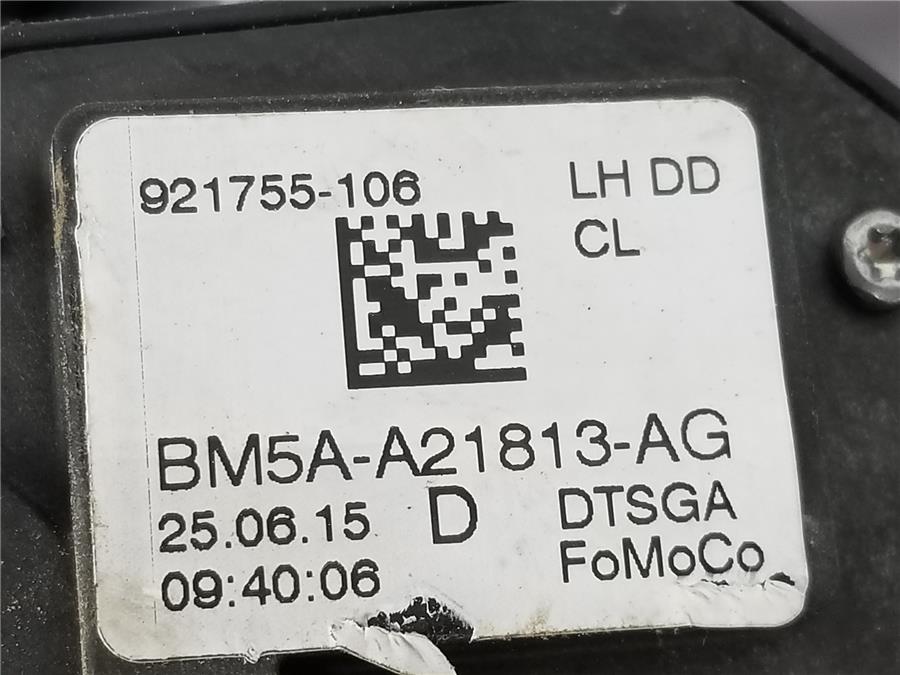 921755-106
LH DD
CL
BM5A-A21813-AG
25.06.15
D
DTSGA
09:40:06
FoMoCo